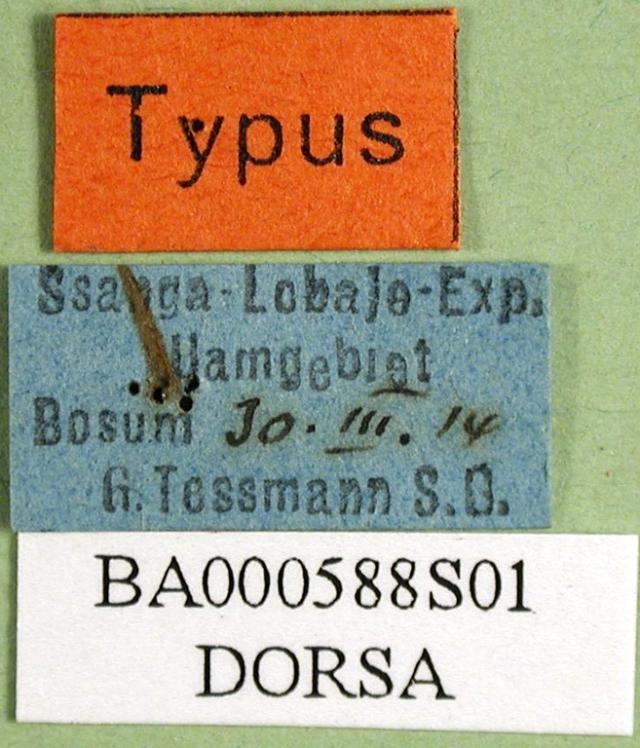 Typus
Ssanga-Lobaje-Exp.
Uamgebiet
Bosum 30. III. 14
G. Tessmann S. G.
BA000588S01
DORSA